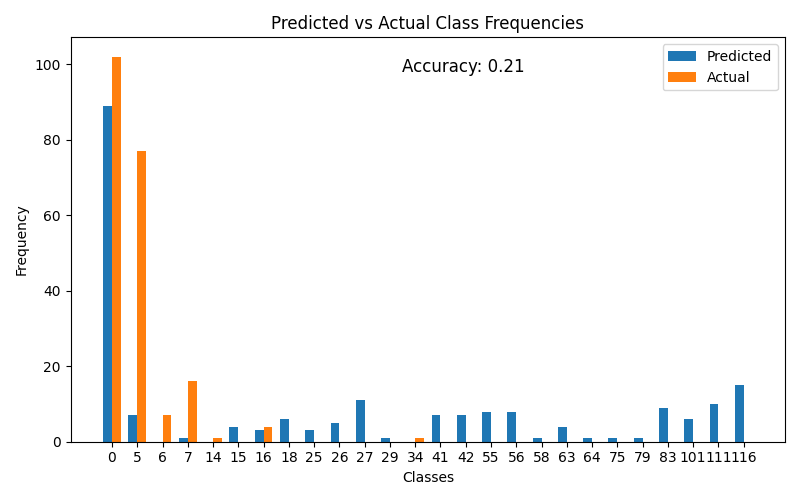 Predicted vs Actual Class Frequencies
Accuracy: 0.21
Predicted
Actual
100
80
60
40
20
0
Frequency
0 5 6 7 14 15 16 18 25 26 27 29 34 41 42 55 56 58 63 64 75 79 83 101 111 116
Classes